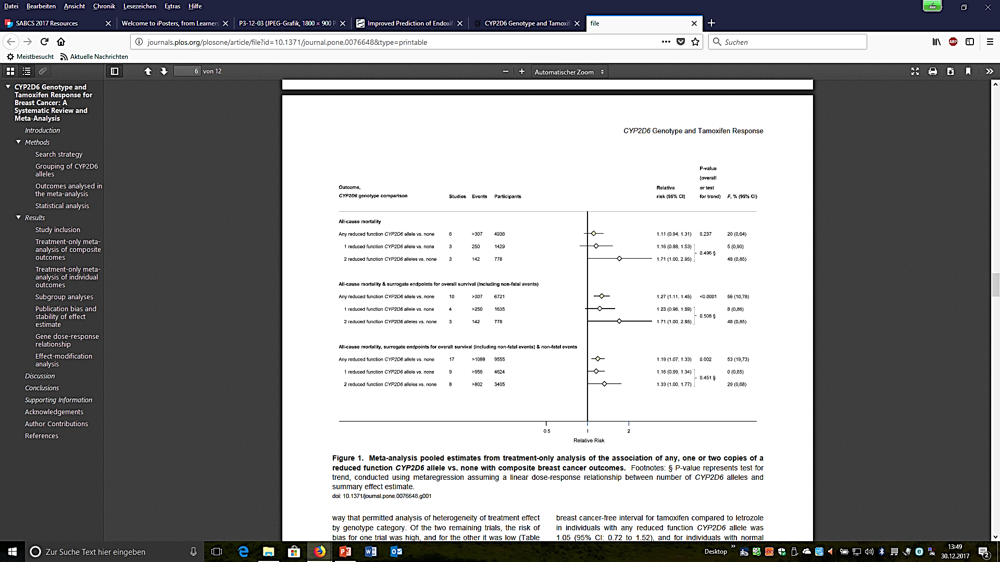 Datei Bearbeiten Ansicht Chronik Lesezeichen Extras Hilfe
SABCS 2017 Resources
Welcome to iPosters, from Learners
P3-12-03 (JPEG-Grafik, 1800 × 900 P
Improved Prediction of Endoxif
CYP2D6 Genotype and Tamoxif
file
journals.plos.org/plosone/article/file?id=10.1371/journal.pone.0076648&type=printable
Suchen
Meistbesucht Aktuelle Nachrichten
6 von 12
Automatischer Zoom
CYP2D6 Genotype and
Tamoxifen Response for
Breast Cancer: A
Systematic Review and
Meta-Analysis
Introduction
Methods
Search strategy
Grouping of CYP2D6
alleles
Outcomes analysed in
the meta-analysis
Statistical analysis
Results
Study inclusion
Treatment-only meta-
analysis of composite
outcomes
Treatment-only meta-
analysis of individual
outcomes
Subgroup analyses
Publication bias and
stability of effect
estimate
Gene dose-response
relationship
Effect-modification
analysis
Discussion
Conclusions
Supporting Information
Acknowledgements
Author Contributions
References
CYP2D6 Genotype and Tamoxifen Response
P-value
(overall
Outcome, Relative or test
CYP2D6 genotype comparison Studies Events Participants risk (95% CI) for trend) I², % (95% CI)
All-cause mortality
Any reduced function CYP2D6 allele vs. none 6 >307 4936 1.11 (0.94, 1.31) 0.237 20 (0,64)
1 reduced function CYP2D6 allele vs. none 3 250 1429 1.16 (0.88, 1.53) 5 (0,90)
0.496 §
2 reduced function CYP2D6 alleles vs. none 3 142 778 1.71 (1.00, 2.95) 48 (0,85)
All-cause mortality & surrogate endpoints for overall survival (including non-fatal events)
Any reduced function CYP2D6 allele vs. none 10 >307 6721 1.27 (1.11, 1.45) <0.0001 56 (10,78)
1 reduced function CYP2D6 allele vs. none 4 >250 1635 1.23 (0.96, 1.59) 8 (0,86)
0.508 §
2 reduced function CYP2D6 alleles vs. none 3 142 778 1.71 (1.00, 2.95) 48 (0,85)
All-cause mortality, surrogate endpoints for overall survival (including non-fatal events) & non-fatal events
Any reduced function CYP2D6 allele vs. none 17 >1088 9555 1.19 (1.07, 1.33) 0.002 53 (19,73)
1 reduced function CYP2D6 allele vs. none 9 >956 4624 1.16 (0.99, 1.34) 0 (0,65)
0.451 §
2 reduced function CYP2D6 alleles vs. none 8 >802 3405 1.33 (1.00, 1.77) 29 (0,68)
0.5 1 2
Relative Risk
Figure 1. Meta-analysis pooled estimates from treatment-only analysis of the association of any, one or two copies of a
reduced function CYP2D6 allele vs. none with composite breast cancer outcomes. Footnotes: § P-value represents test for
trend, conducted using metaregression assuming a linear dose-response relationship between number of CYP2D6 alleles and
summary effect estimate.
doi: 10.1371/journal.pone.0076648.g001
way that permitted analysis of heterogeneity of treatment effect
by genotype category. Of the two remaining trials, the risk of
bias for one trial was high, and for the other it was low (Table
breast cancer-free interval for tamoxifen compared to letrozole
in individuals with any reduced function CYP2D6 allele was
1.05 (95% CI: 0.72 to 1.52), and for individuals with normal
Zur Suche Text hier eingeben
Desktop
13:49
30.12.2017
2